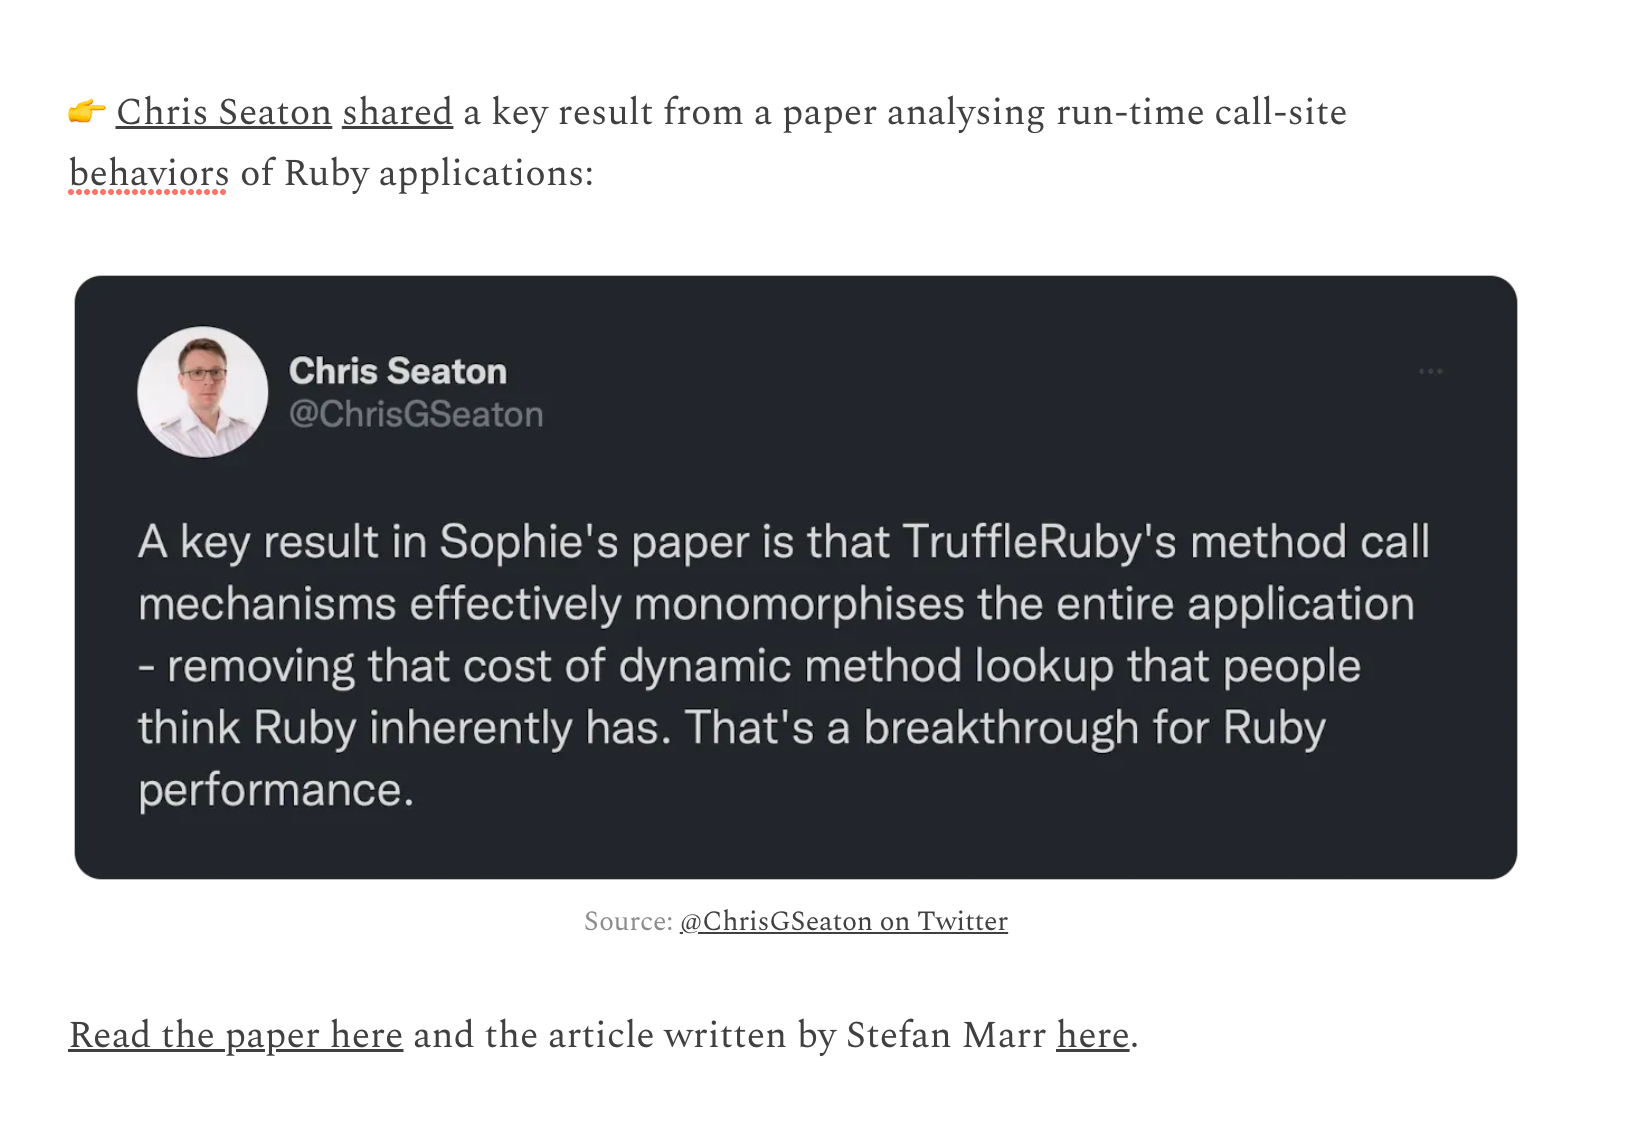 👉 Chris Seaton shared a key result from a paper analysing run-time call-site
behaviors of Ruby applications:
Chris Seaton
@ChrisGSeaton
A key result in Sophie's paper is that TruffleRuby's method call
mechanisms effectively monomorphises the entire application
- removing that cost of dynamic method lookup that people
think Ruby inherently has. That's a breakthrough for Ruby
performance.
Source: @ChrisGSeaton on Twitter
Read the paper here and the article written by Stefan Marr here.